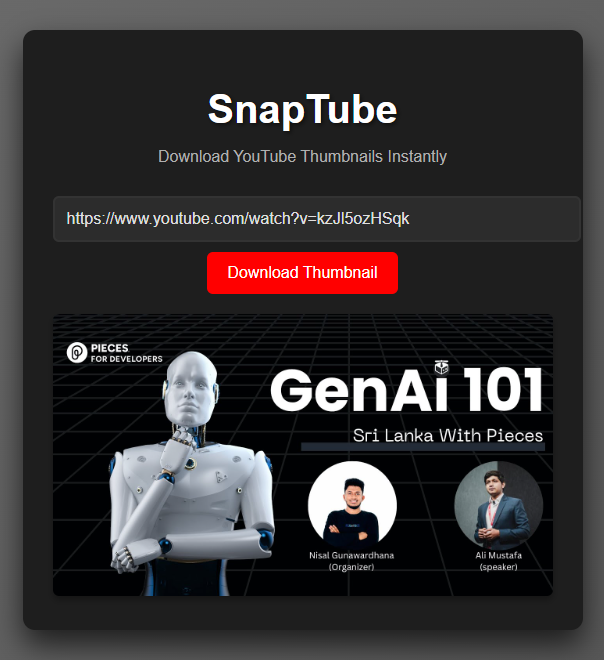 SnapTube
Download YouTube Thumbnails Instantly
https://www.youtube.com/watch?v=kzJl5ozHSqk
Download Thumbnail
PIECES
FOR DEVELOPERS
GenAi 101
Sri Lanka With Pieces
Nisal Gunawardhana
(Organizer)
Ali Mustafa
(speaker)